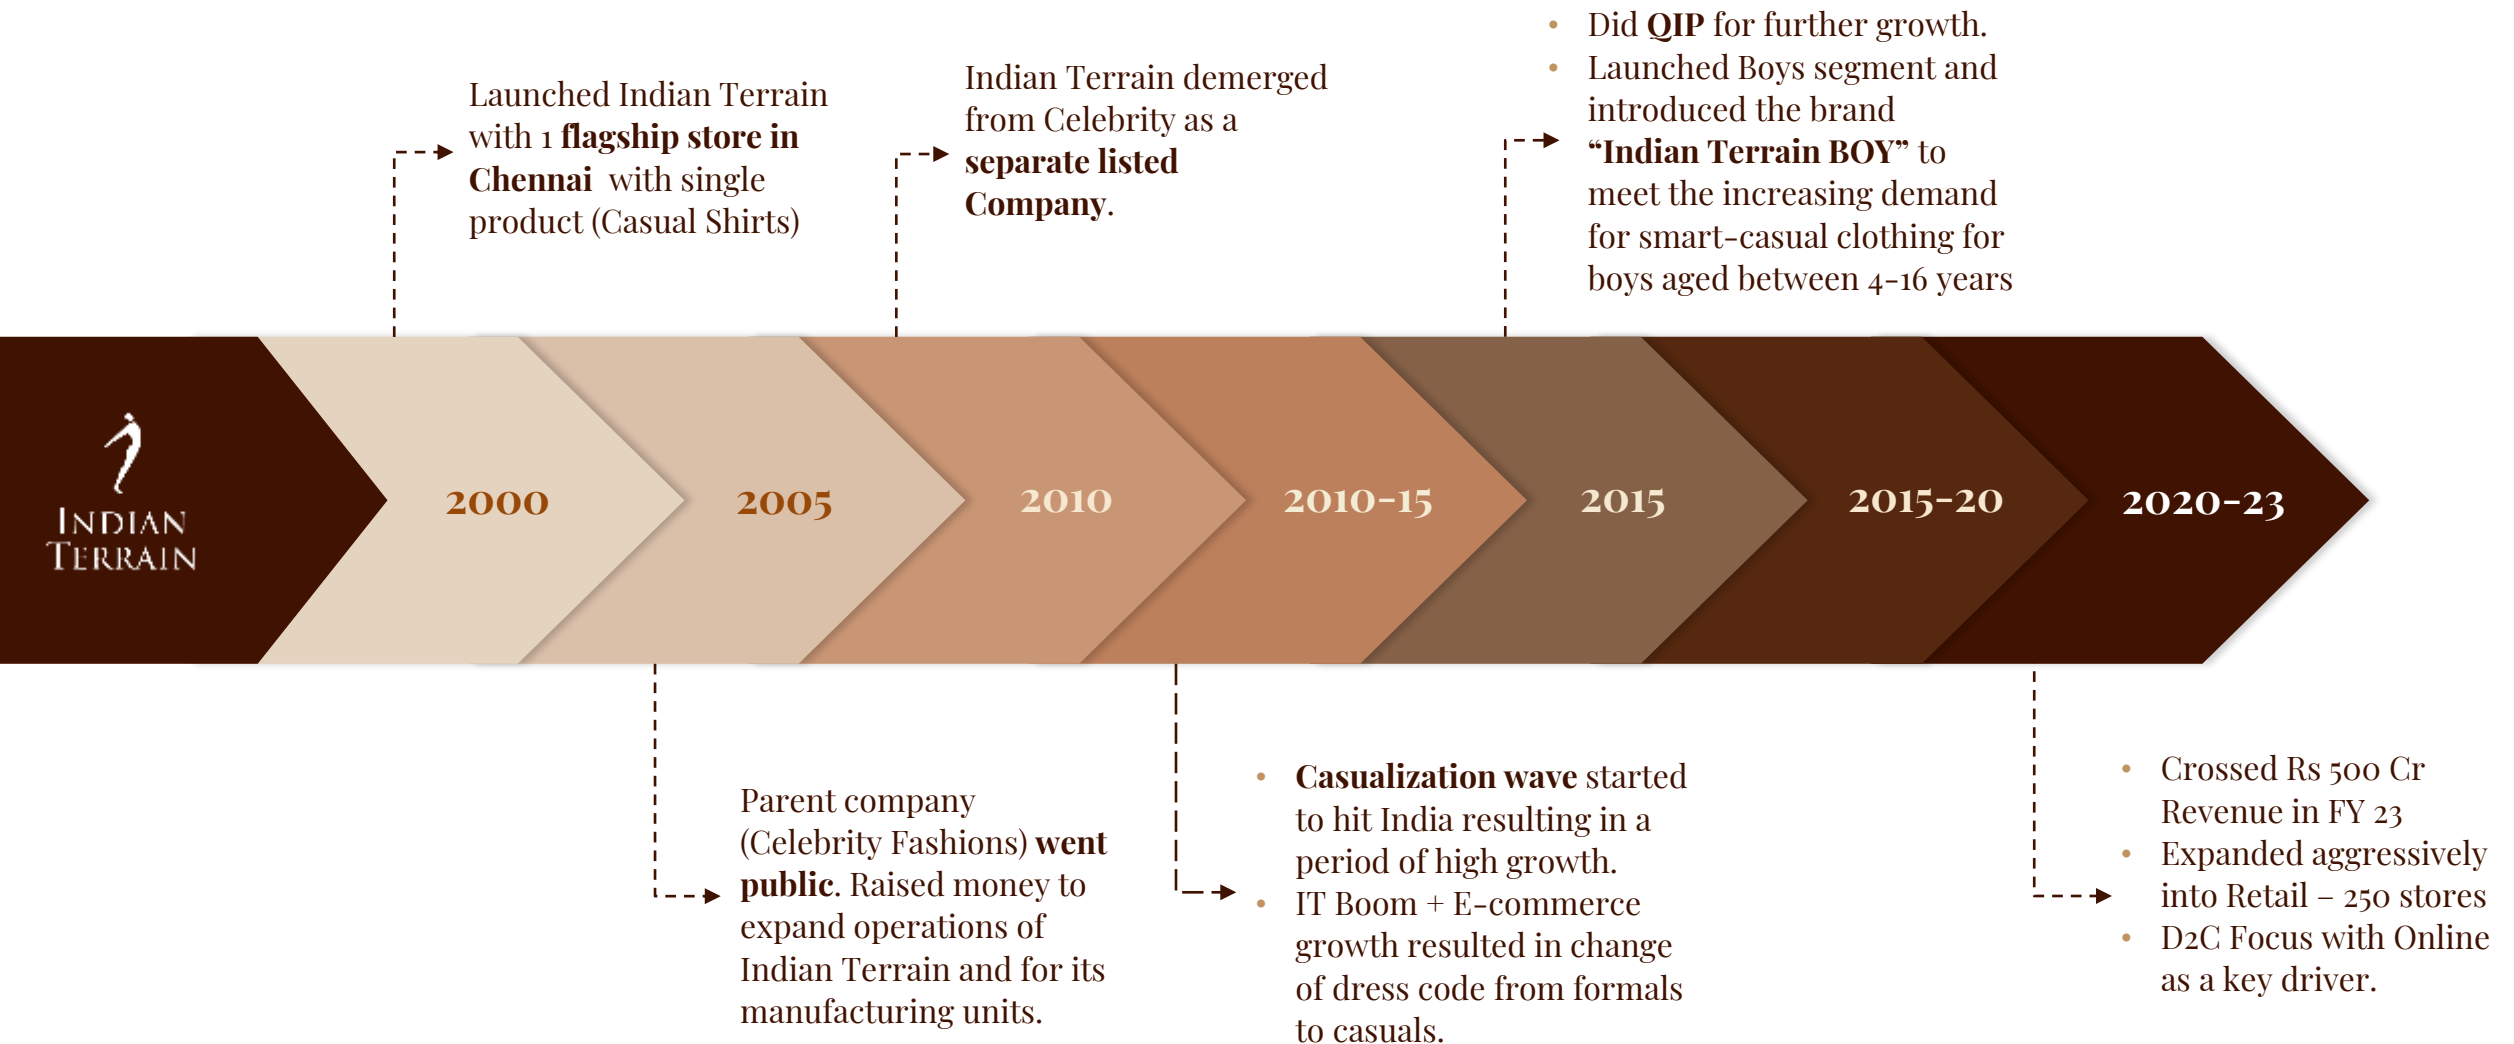 Launched Indian Terrain
with 1 flagship store in
Chennai with single
product (Casual Shirts)
Indian Terrain demerged
from Celebrity as a
separate listed
Company.
• Did QIP for further growth.
• Launched Boys segment and
introduced the brand
“Indian Terrain BOY” to
meet the increasing demand
for smart-casual clothing for
boys aged between 4-16 years
INDIAN
TERRAIN
2000
2005
2010
2010-15
2015
2015-20
2020-23
Parent company
(Celebrity Fashions) went
public. Raised money to
expand operations of
Indian Terrain and for its
manufacturing units.
• Casualization wave started
to hit India resulting in a
period of high growth.
• IT Boom + E-commerce
growth resulted in change
of dress code from formals
to casuals.
• Crossed Rs 500 Cr
Revenue in FY 23
• Expanded aggressively
into Retail – 250 stores
• D2C Focus with Online
as a key driver.